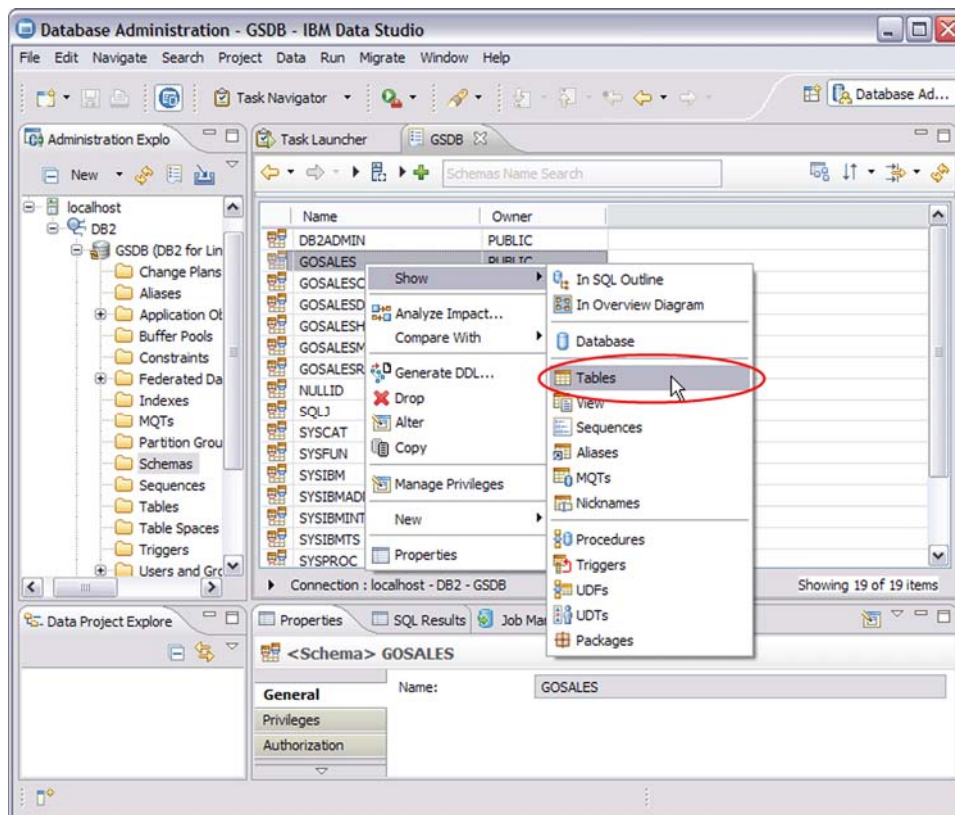 Database Administration - GSDB - IBM Data Studio
File Edit Navigate Search Project Data Run Migrate Window Help
Task Navigator
Database Ad...
Administration Explo
New
localhost
DB2
GSDB (DB2 for Lin
Change Plans
Aliases
Application Ob
Buffer Pools
Constraints
Federated Da
Indexes
MQTs
Partition Grou
Schemas
Sequences
Tables
Table Spaces
Triggers
Users and Grc
Task Launcher
GSDB
Schemas Name Search
Name Owner
DB2ADMIN PUBLIC
GOSALES PUBLIC
GOSALESC
GOSALESD
GOSALESH
GOSALESM
GOSALESR
NULLID
SQLJ
SYSCAT
SYSFUN
SYSIBM
SYSIBMADI
SYSIBMINT
SYSIBMTS
SYSPROC
Show
Analyze Impact...
Compare With
Generate DDL...
Drop
Alter
Copy
Manage Privileges
New
Properties
In SQL Outline
In Overview Diagram
Database
Tables
View
Sequences
Aliases
MQTs
Nicknames
Procedures
Triggers
UDFs
UDTs
Packages
Connection : localhost - DB2 - GSDB
Showing 19 of 19 items
Data Project Explore
Properties SQL Results Job Mar
<Schema> GOSALES
General
Privileges
Authorization
Name: GOSALES